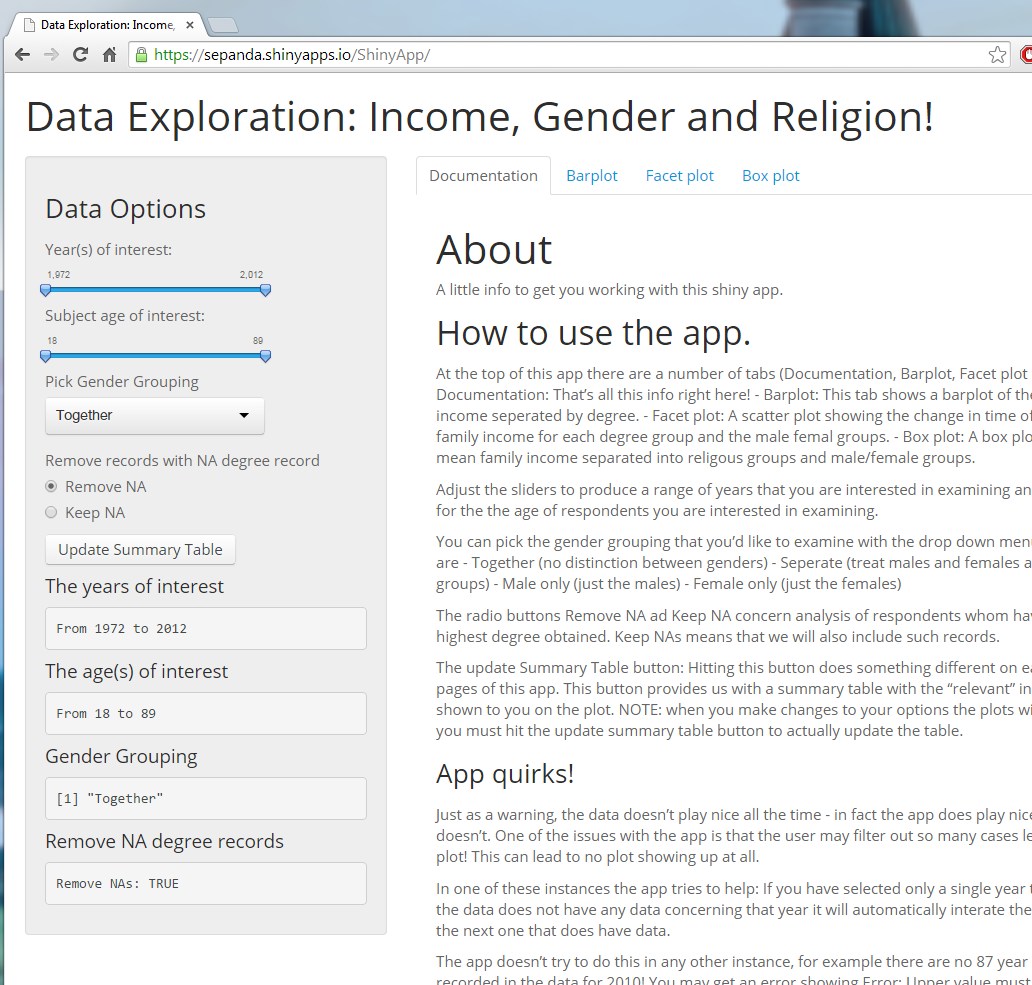 Data Exploration: Income,
https://sepanda.shinyapps.io/ShinyApp/
Data Exploration: Income, Gender and Religion!
Data Options
Year(s) of interest:
1,972 2,012
Subject age of interest:
18 89
Pick Gender Grouping
Together
Remove records with NA degree record
Remove NA
Keep NA
Update Summary Table
The years of interest
From 1972 to 2012
The age(s) of interest
From 18 to 89
Gender Grouping
[1] "Together"
Remove NA degree records
Remove NAs: TRUE
Documentation Barplot Facet plot Box plot
About
A little info to get you working with this shiny app.
How to use the app.
At the top of this app there are a number of tabs (Documentation, Barplot, Facet plot
Documentation: That’s all this info right here! - Barplot: This tab shows a barplot of the
income seperated by degree. - Facet plot: A scatter plot showing the change in time of
family income for each degree group and the male femal groups. - Box plot: A box plo
mean family income separated into religous groups and male/female groups.
Adjust the sliders to produce a range of years that you are interested in examining an
for the the age of respondents you are interested in examining.
You can pick the gender grouping that you’d like to examine with the drop down menu
are - Together (no distinction between genders) - Seperate (treat males and females a
groups) - Male only (just the males) - Female only (just the females)
The radio buttons Remove NA ad Keep NA concern analysis of respondents whom hav
highest degree obtained. Keep NAs means that we will also include such records.
The update Summary Table button: Hitting this button does something different on ea
pages of this app. This button provides us with a summary table with the “relevant” in
shown to you on the plot. NOTE: when you make changes to your options the plots wi
you must hit the update summary table button to actually update the table.
App quirks!
Just as a warning, the data doesn’t play nice all the time - in fact the app does play nice
doesn’t. One of the issues with the app is that the user may filter out so many cases le
plot! This can lead to no plot showing up at all.
In one of these instances the app tries to help: If you have selected only a single year t
the data does not have any data concerning that year it will automatically interate the
the next one that does have data.
The app doesn’t try to do this in any other instance, for example there are no 87 year
recorded in the data for 2010! You may get an error showing Error: Upper value must